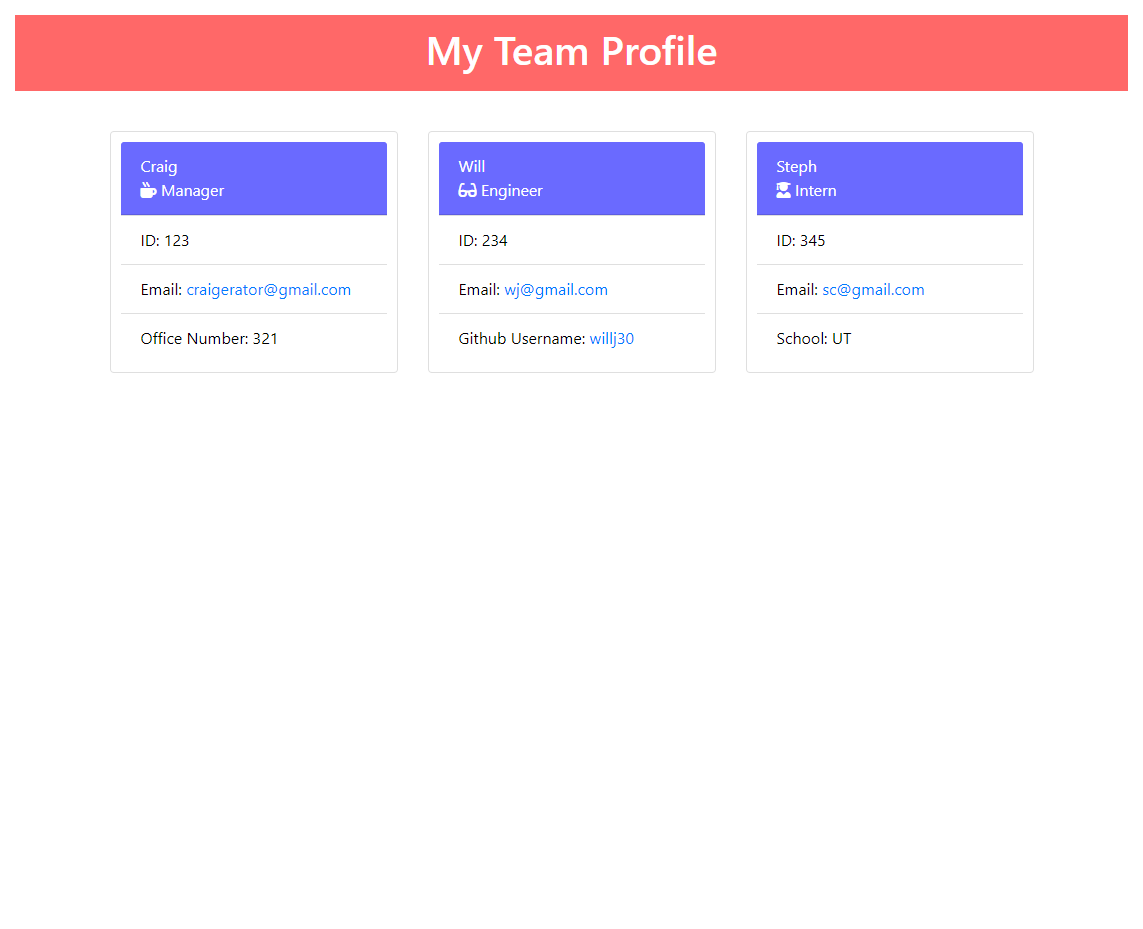 My Team Profile
Craig
Manager
ID: 123
Email: craigerator@gmail.com
Office Number: 321
Will
Engineer
ID: 234
Email: wj@gmail.com
Github Username: willj30
Steph
Intern
ID: 345
Email: sc@gmail.com
School: UT